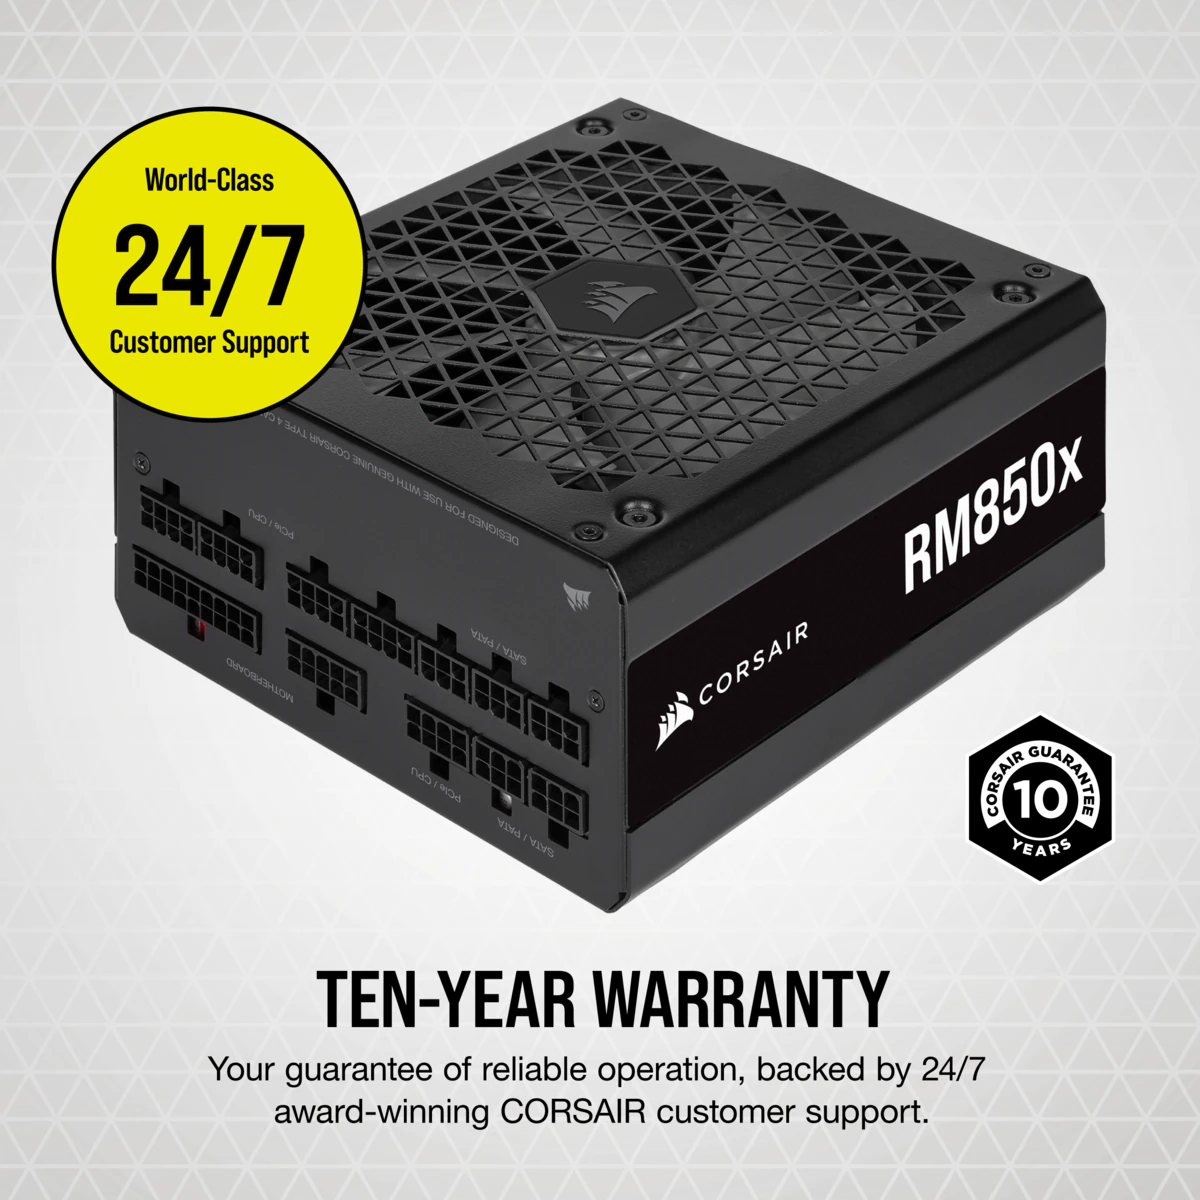 World-Class
24/7
Customer Support
DESIGNED FOR USE WITH GENUINE CORSAIR TYPE 4
PCIe / CPU
SATA / PATA
MOTHERBOARD
PCIe / CPU
SATA / PATA
RM850x
CORSAIR
CORSAIR GUARANTEE
10
YEARS
TEN-YEAR WARRANTY
Your guarantee of reliable operation, backed by 24/7
award-winning CORSAIR customer support.